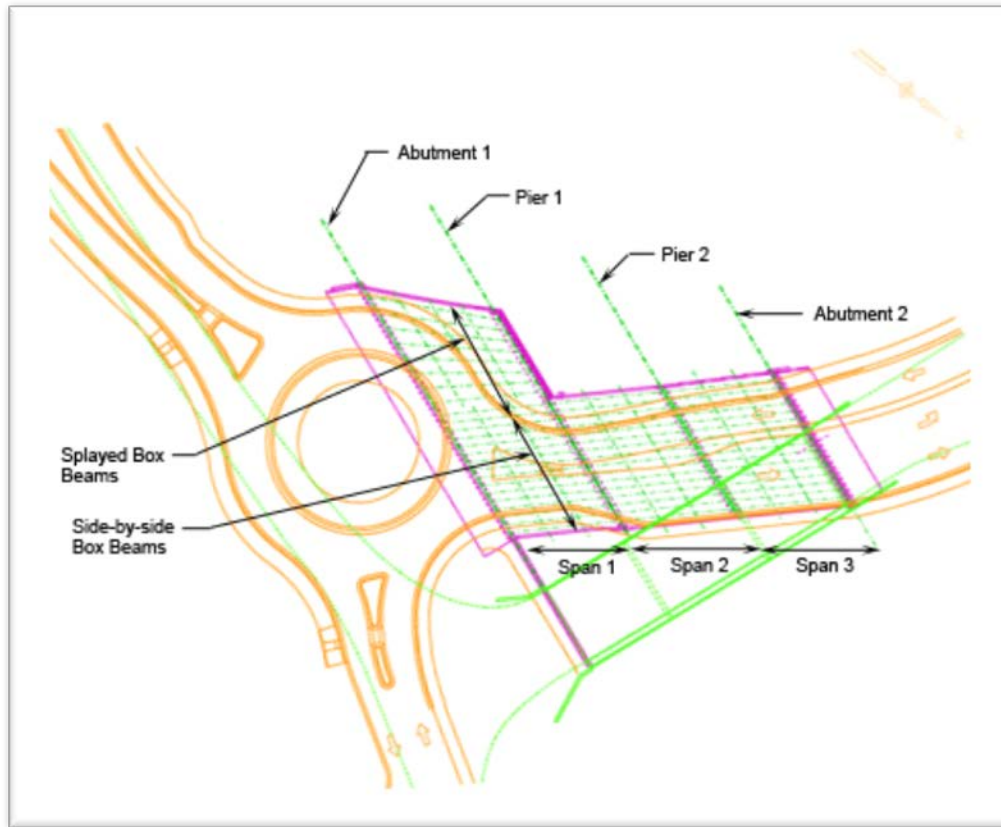 Abutment 1
Pier 1
Pier 2
Abutment 2
Splayed Box
Beams
Side-by-side
Box Beams
Span 1
Span 2
Span 3